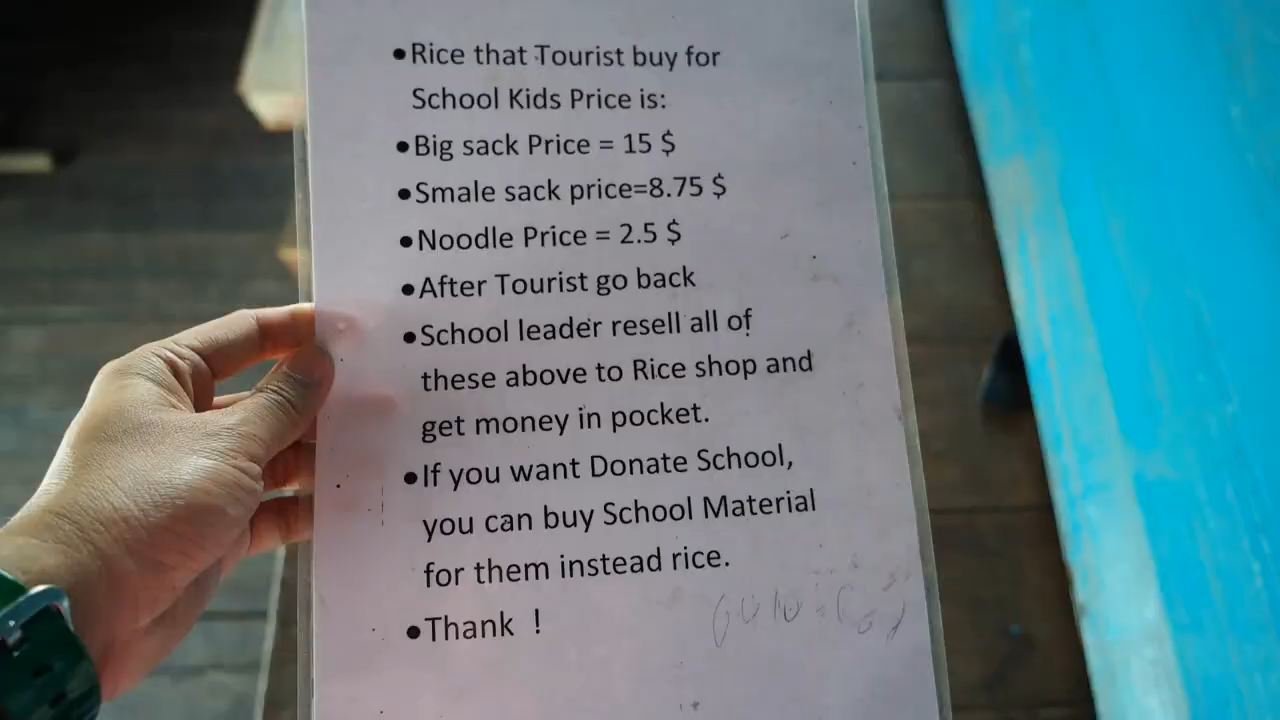 •Rice that Tourist buy for
School Kids Price is:
•Big sack Price = 15 $
•Smale sack price=8.75 $
•Noodle Price = 2.5 $
•After Tourist go back
•School leader resell all of
these above to Rice shop and
get money in pocket.
•If you want Donate School,
you can buy School Material
for them instead rice.
•Thank !